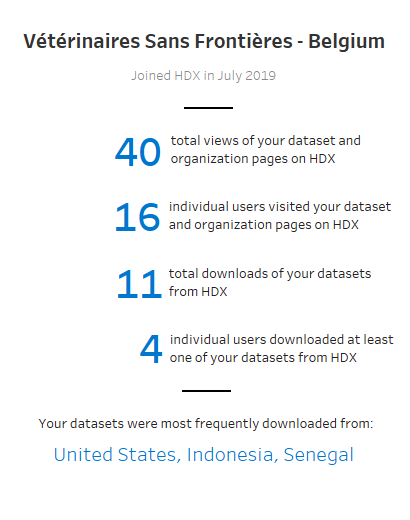 Vétérinaires Sans Frontières - Belgium
Joined HDX in July 2019
40
total views of your dataset and
organization pages on HDX
16
individual users visited your dataset
and organization pages on HDX
11
total downloads of your datasets
from HDX
4
individual users downloaded at least
one of your datasets from HDX
Your datasets were most frequently downloaded from:
United States, Indonesia, Senegal